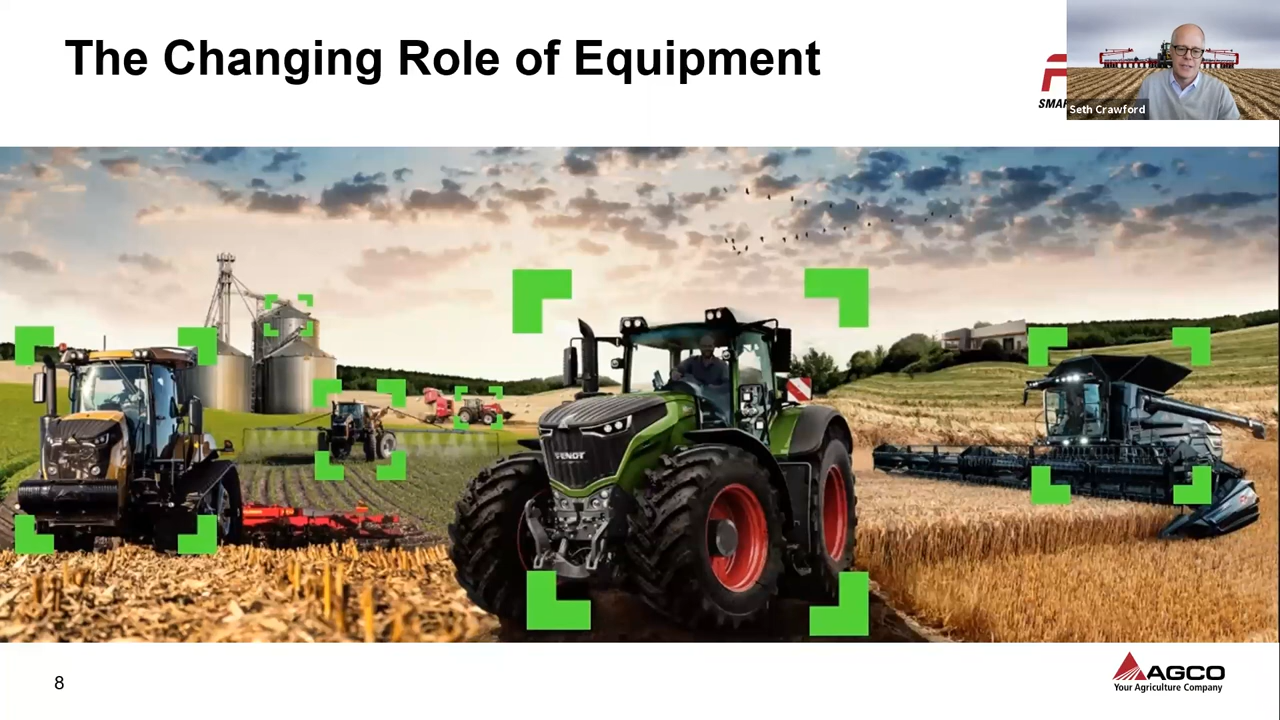 The Changing Role of Equipment
Seth Crawford
FENDT
8
AGCO
Your Agriculture Company